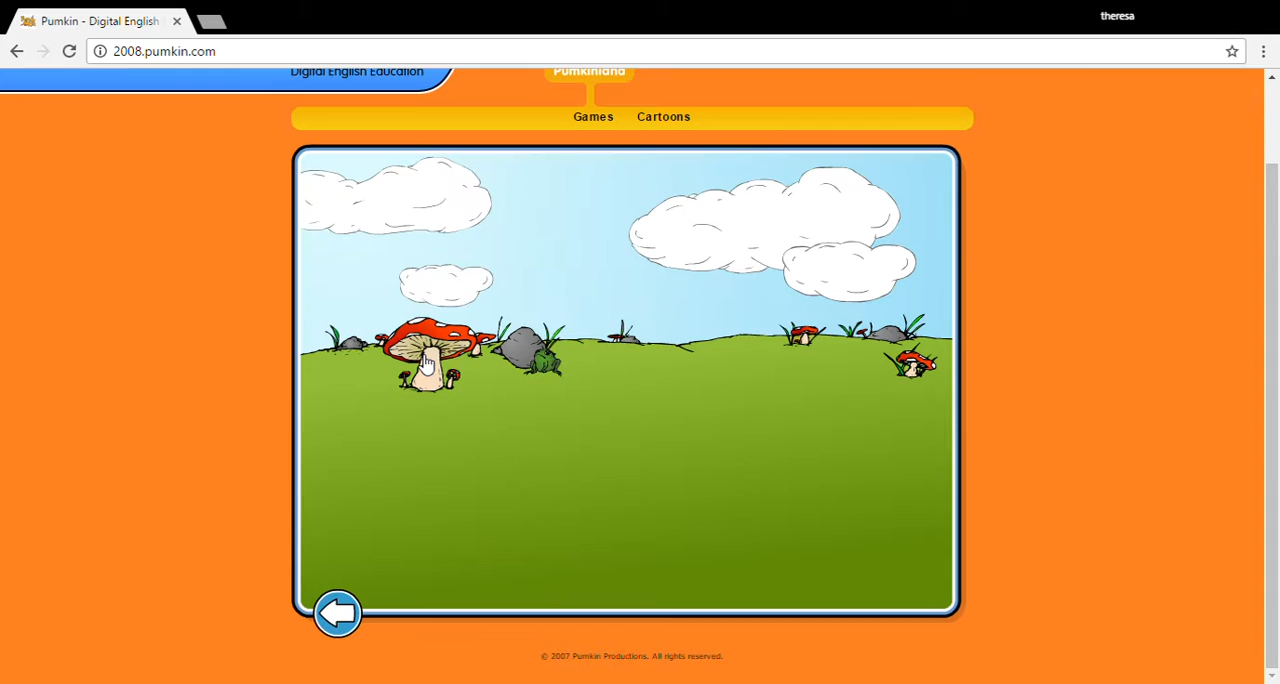 theresa
Pumkin - Digital English
2008.pumkin.com
Digital English Education
Pumkinland
Games Cartoons
© 2007 Pumkin Productions. All rights reserved.